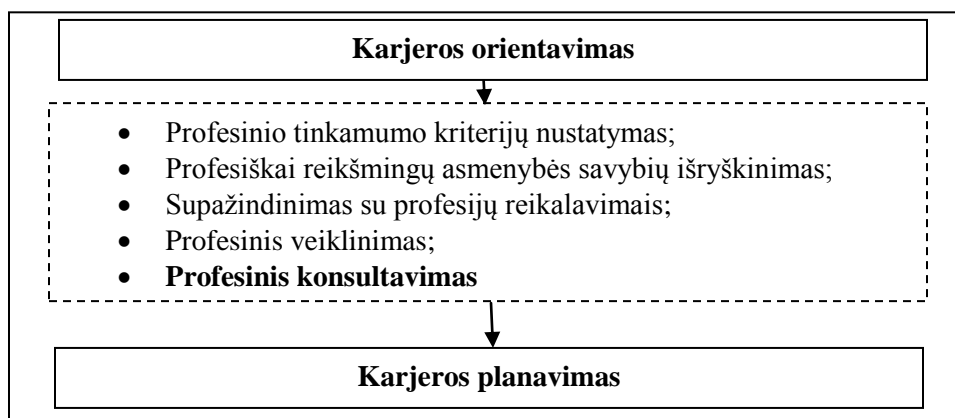 Karjeros orientavimas
• Profesinio tinkamumo kriterijų nustatymas;
• Profesiškai reikšmingų asmenybės savybių išryškinimas;
• Supažindinimas su profesijų reikalavimais;
• Profesinis veiklinimas;
• Profesinis konsultavimas
Karjeros planavimas